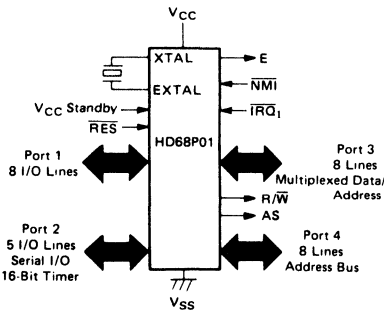 VCC
XTAL
E
EXTAL
NMI
VCC Standby
IRQ1
RES
HD68P01
Port 1
8 I/O Lines
Port 3
8 Lines
Multiplexed Data/
Address
R/W
AS
Port 2
5 I/O Lines
Serial I/O
16-Bit Timer
Port 4
8 Lines
Address Bus
VSS